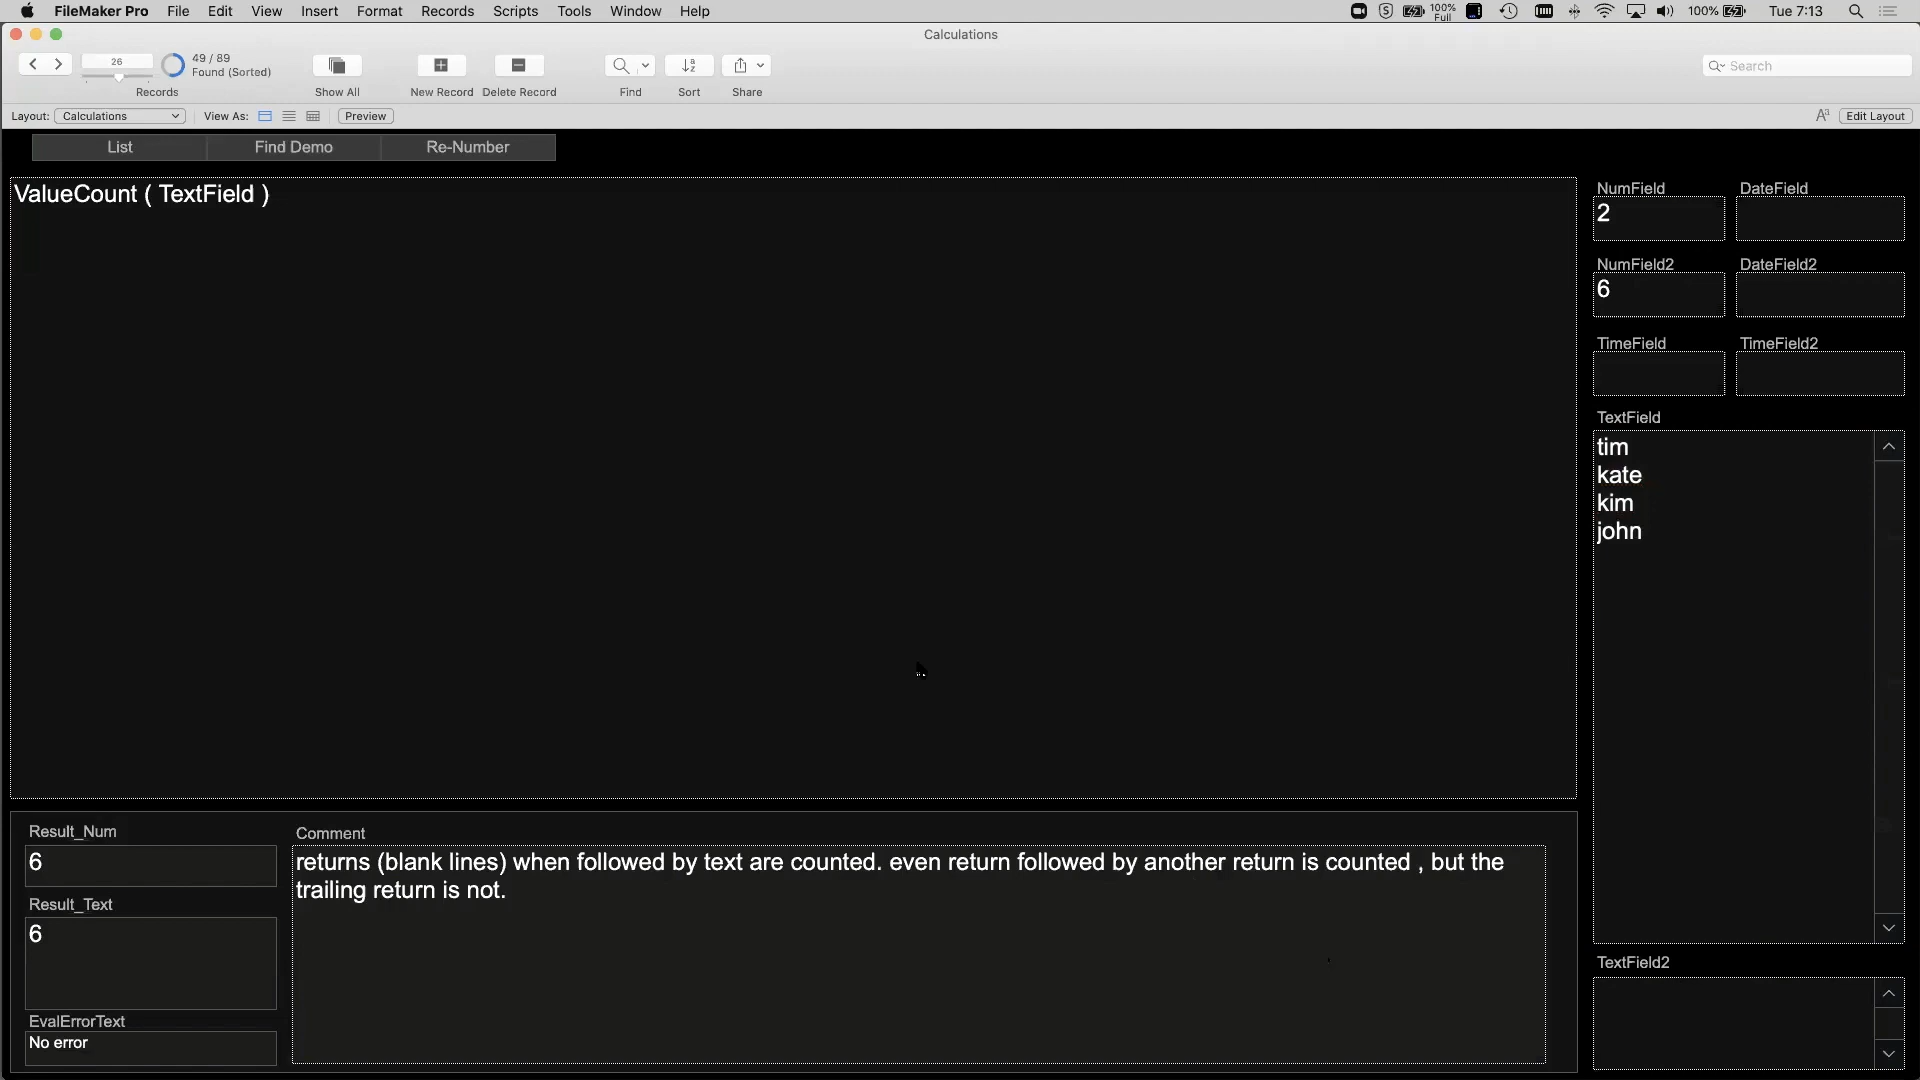 FileMaker Pro File Edit View Insert Format Records Scripts Tools Window Help 100% Full 100% Tue 7:13
Calculations
26
49 / 89
Found (Sorted)
Search
Records Show All New Record Delete Record Find Sort Share
Layout: Calculations View As: Preview Edit Layout
List Find Demo Re-Number
ValueCount ( TextField )
NumField DateField
2
NumField2 DateField2
6
TimeField TimeField2
TextField
tim
kate
kim
john
TextField2
Result_Num
6
Result_Text
6
EvalErrorText
No error
Comment
returns (blank lines) when followed by text are counted. even return followed by another return is counted , but the
trailing return is not.